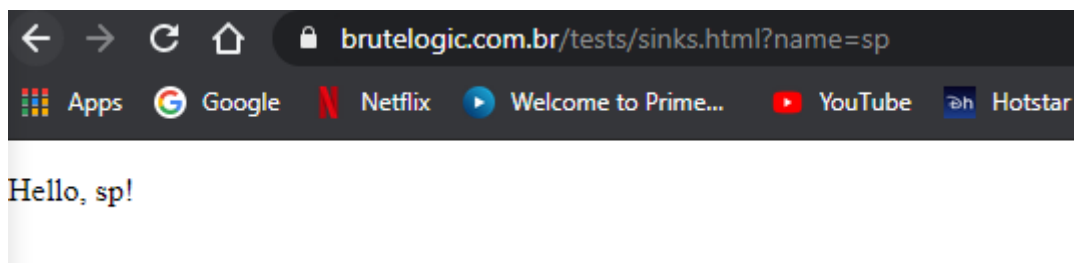 brutelogic.com.br/tests/sinks.html?name=sp
Apps Google Netflix Welcome to Prime... YouTube Hotstar
Hello, sp!